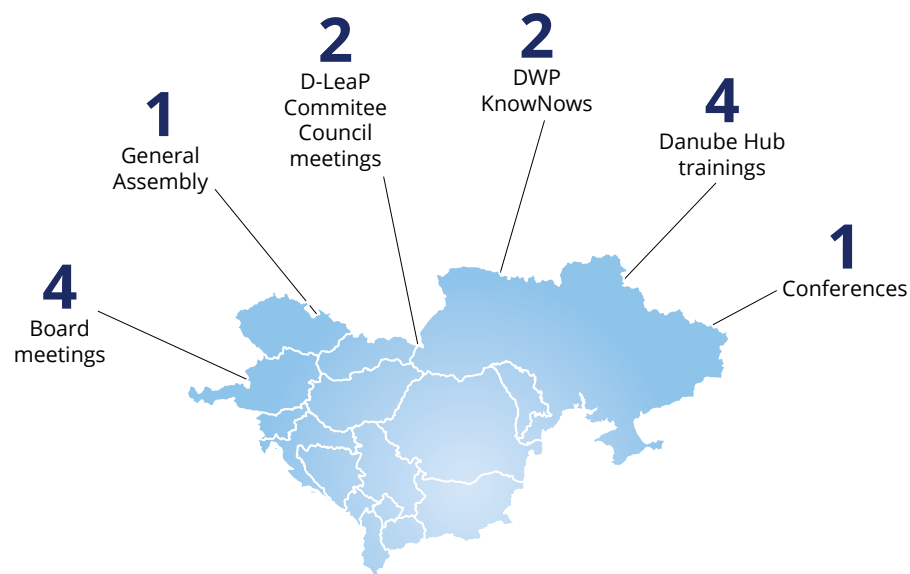 4
Board
meetings
1
General
Assembly
2
D-LeaP
Commitee
Council
meetings
2
DWP
KnowNows
4
Danube Hub
trainings
1
Conferences